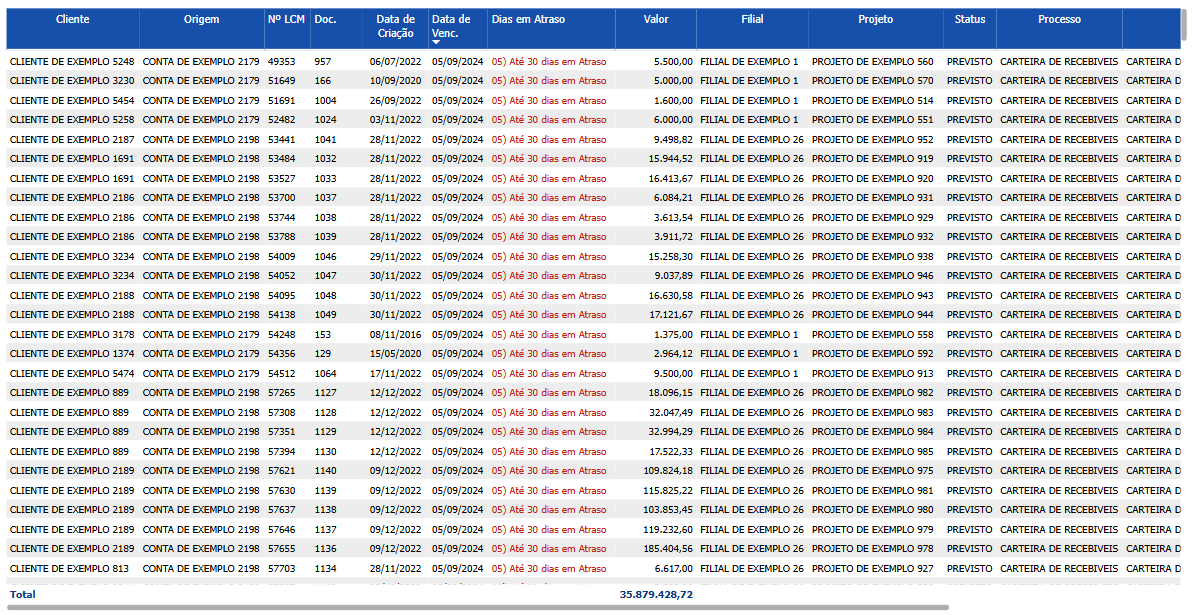 Cliente Origem Nº LCM Doc. Data de Criação Data de Venc. Dias em Atraso Valor Filial Projeto Status Processo
CLIENTE DE EXEMPLO 5248 CONTA DE EXEMPLO 2179 49353 957 06/07/2022 05/09/2024 05) Até 30 dias em Atraso 5.500,00 FILIAL DE EXEMPLO 1 PROJETO DE EXEMPLO 560 PREVISTO CARTEIRA DE RECEBIVEIS CARTEIRA D
CLIENTE DE EXEMPLO 3230 CONTA DE EXEMPLO 2179 51649 166 10/09/2020 05/09/2024 05) Até 30 dias em Atraso 5.000,00 FILIAL DE EXEMPLO 1 PROJETO DE EXEMPLO 570 PREVISTO CARTEIRA DE RECEBIVEIS CARTEIRA D
CLIENTE DE EXEMPLO 5454 CONTA DE EXEMPLO 2179 51691 1004 26/09/2022 05/09/2024 05) Até 30 dias em Atraso 1.600,00 FILIAL DE EXEMPLO 1 PROJETO DE EXEMPLO 514 PREVISTO CARTEIRA DE RECEBIVEIS CARTEIRA D
CLIENTE DE EXEMPLO 5258 CONTA DE EXEMPLO 2179 52482 1024 03/11/2022 05/09/2024 05) Até 30 dias em Atraso 6.000,00 FILIAL DE EXEMPLO 1 PROJETO DE EXEMPLO 551 PREVISTO CARTEIRA DE RECEBIVEIS CARTEIRA D
CLIENTE DE EXEMPLO 2187 CONTA DE EXEMPLO 2198 53441 1041 28/11/2022 05/09/2024 05) Até 30 dias em Atraso 9.498,82 FILIAL DE EXEMPLO 26 PROJETO DE EXEMPLO 952 PREVISTO CARTEIRA DE RECEBIVEIS CARTEIRA D
CLIENTE DE EXEMPLO 1691 CONTA DE EXEMPLO 2198 53484 1032 28/11/2022 05/09/2024 05) Até 30 dias em Atraso 15.944,52 FILIAL DE EXEMPLO 26 PROJETO DE EXEMPLO 919 PREVISTO CARTEIRA DE RECEBIVEIS CARTEIRA D
CLIENTE DE EXEMPLO 1691 CONTA DE EXEMPLO 2198 53527 1033 28/11/2022 05/09/2024 05) Até 30 dias em Atraso 16.413,67 FILIAL DE EXEMPLO 26 PROJETO DE EXEMPLO 920 PREVISTO CARTEIRA DE RECEBIVEIS CARTEIRA D
CLIENTE DE EXEMPLO 2186 CONTA DE EXEMPLO 2198 53700 1037 28/11/2022 05/09/2024 05) Até 30 dias em Atraso 6.084,21 FILIAL DE EXEMPLO 26 PROJETO DE EXEMPLO 931 PREVISTO CARTEIRA DE RECEBIVEIS CARTEIRA D
CLIENTE DE EXEMPLO 2186 CONTA DE EXEMPLO 2198 53744 1038 28/11/2022 05/09/2024 05) Até 30 dias em Atraso 3.613,54 FILIAL DE EXEMPLO 26 PROJETO DE EXEMPLO 929 PREVISTO CARTEIRA DE RECEBIVEIS CARTEIRA D
CLIENTE DE EXEMPLO 2186 CONTA DE EXEMPLO 2198 53788 1039 28/11/2022 05/09/2024 05) Até 30 dias em Atraso 3.911,72 FILIAL DE EXEMPLO 26 PROJETO DE EXEMPLO 932 PREVISTO CARTEIRA DE RECEBIVEIS CARTEIRA D
CLIENTE DE EXEMPLO 3234 CONTA DE EXEMPLO 2198 54009 1046 29/11/2022 05/09/2024 05) Até 30 dias em Atraso 15.258,30 FILIAL DE EXEMPLO 26 PROJETO DE EXEMPLO 938 PREVISTO CARTEIRA DE RECEBIVEIS CARTEIRA D
CLIENTE DE EXEMPLO 3234 CONTA DE EXEMPLO 2198 54052 1047 30/11/2022 05/09/2024 05) Até 30 dias em Atraso 9.037,89 FILIAL DE EXEMPLO 26 PROJETO DE EXEMPLO 946 PREVISTO CARTEIRA DE RECEBIVEIS CARTEIRA D
CLIENTE DE EXEMPLO 2188 CONTA DE EXEMPLO 2198 54095 1048 30/11/2022 05/09/2024 05) Até 30 dias em Atraso 16.630,58 FILIAL DE EXEMPLO 26 PROJETO DE EXEMPLO 943 PREVISTO CARTEIRA DE RECEBIVEIS CARTEIRA D
CLIENTE DE EXEMPLO 2188 CONTA DE EXEMPLO 2198 54138 1049 30/11/2022 05/09/2024 05) Até 30 dias em Atraso 17.121,67 FILIAL DE EXEMPLO 26 PROJETO DE EXEMPLO 944 PREVISTO CARTEIRA DE RECEBIVEIS CARTEIRA D
CLIENTE DE EXEMPLO 3178 CONTA DE EXEMPLO 2179 54248 153 08/11/2016 05/09/2024 05) Até 30 dias em Atraso 1.375,00 FILIAL DE EXEMPLO 1 PROJETO DE EXEMPLO 558 PREVISTO CARTEIRA DE RECEBIVEIS CARTEIRA D
CLIENTE DE EXEMPLO 1374 CONTA DE EXEMPLO 2179 54356 129 15/05/2020 05/09/2024 05) Até 30 dias em Atraso 2.964,12 FILIAL DE EXEMPLO 1 PROJETO DE EXEMPLO 592 PREVISTO CARTEIRA DE RECEBIVEIS CARTEIRA D
CLIENTE DE EXEMPLO 5474 CONTA DE EXEMPLO 2179 54512 1064 17/11/2022 05/09/2024 05) Até 30 dias em Atraso 9.500,00 FILIAL DE EXEMPLO 1 PROJETO DE EXEMPLO 913 PREVISTO CARTEIRA DE RECEBIVEIS CARTEIRA D
CLIENTE DE EXEMPLO 889 CONTA DE EXEMPLO 2198 57265 1127 12/12/2022 05/09/2024 05) Até 30 dias em Atraso 18.096,15 FILIAL DE EXEMPLO 26 PROJETO DE EXEMPLO 982 PREVISTO CARTEIRA DE RECEBIVEIS CARTEIRA D
CLIENTE DE EXEMPLO 889 CONTA DE EXEMPLO 2198 57308 1128 12/12/2022 05/09/2024 05) Até 30 dias em Atraso 32.047,49 FILIAL DE EXEMPLO 26 PROJETO DE EXEMPLO 983 PREVISTO CARTEIRA DE RECEBIVEIS CARTEIRA D
CLIENTE DE EXEMPLO 889 CONTA DE EXEMPLO 2198 57351 1129 12/12/2022 05/09/2024 05) Até 30 dias em Atraso 32.994,29 FILIAL DE EXEMPLO 26 PROJETO DE EXEMPLO 984 PREVISTO CARTEIRA DE RECEBIVEIS CARTEIRA D
CLIENTE DE EXEMPLO 889 CONTA DE EXEMPLO 2198 57394 1130 12/12/2022 05/09/2024 05) Até 30 dias em Atraso 17.522,33 FILIAL DE EXEMPLO 26 PROJETO DE EXEMPLO 985 PREVISTO CARTEIRA DE RECEBIVEIS CARTEIRA D
CLIENTE DE EXEMPLO 2189 CONTA DE EXEMPLO 2198 57621 1140 09/12/2022 05/09/2024 05) Até 30 dias em Atraso 109.824,18 FILIAL DE EXEMPLO 26 PROJETO DE EXEMPLO 975 PREVISTO CARTEIRA DE RECEBIVEIS CARTEIRA D
CLIENTE DE EXEMPLO 2189 CONTA DE EXEMPLO 2198 57630 1139 09/12/2022 05/09/2024 05) Até 30 dias em Atraso 115.825,22 FILIAL DE EXEMPLO 26 PROJETO DE EXEMPLO 981 PREVISTO CARTEIRA DE RECEBIVEIS CARTEIRA D
CLIENTE DE EXEMPLO 2189 CONTA DE EXEMPLO 2198 57637 1138 09/12/2022 05/09/2024 05) Até 30 dias em Atraso 103.853,45 FILIAL DE EXEMPLO 26 PROJETO DE EXEMPLO 980 PREVISTO CARTEIRA DE RECEBIVEIS CARTEIRA D
CLIENTE DE EXEMPLO 2189 CONTA DE EXEMPLO 2198 57646 1137 09/12/2022 05/09/2024 05) Até 30 dias em Atraso 119.232,60 FILIAL DE EXEMPLO 26 PROJETO DE EXEMPLO 979 PREVISTO CARTEIRA DE RECEBIVEIS CARTEIRA D
CLIENTE DE EXEMPLO 2189 CONTA DE EXEMPLO 2198 57655 1136 09/12/2022 05/09/2024 05) Até 30 dias em Atraso 185.404,56 FILIAL DE EXEMPLO 26 PROJETO DE EXEMPLO 978 PREVISTO CARTEIRA DE RECEBIVEIS CARTEIRA D
CLIENTE DE EXEMPLO 813 CONTA DE EXEMPLO 2198 57703 1134 28/11/2022 05/09/2024 05) Até 30 dias em Atraso 6.617,00 FILIAL DE EXEMPLO 26 PROJETO DE EXEMPLO 927 PREVISTO CARTEIRA DE RECEBIVEIS CARTEIRA D
Total 35.879.428,72